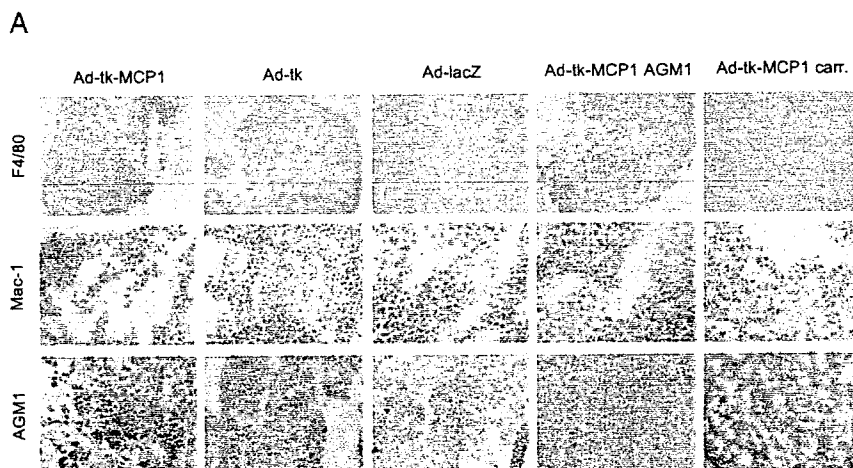 A
Ad-tk-MCP1 Ad-tk Ad-lacZ Ad-tk-MCP1 AGM1 Ad-tk-MCP1 carr.
F4/80
Mac-1
AGM1